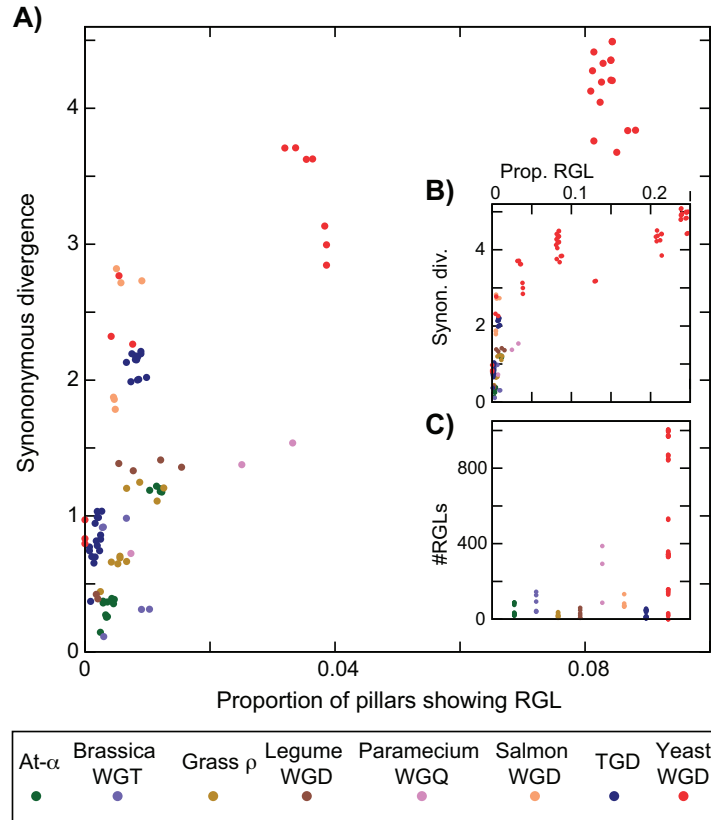 A)
4
3
2
1
0
0
0.04
0.08
Synononymous divergence
Proportion of pillars showing RGL
B)
Prop. RGL
0
0.1
0.2
4
2
0
Synon. div.
C)
800
400
0
#RGLs
At-α
Brassica
WGT
Grass ρ
Legume
WGD
Paramecium
WGQ
Salmon
WGD
TGD
Yeast
WGD